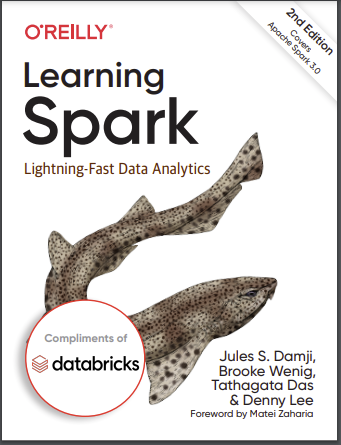 O'REILLY®
2nd Edition
Covers
Apache Spark 3.0
Learning
Spark
Lightning-Fast Data Analytics
Compliments of
databricks
Jules S. Damji,
Brooke Wenig,
Tathagata Das
& Denny Lee
Foreword by Matei Zaharia